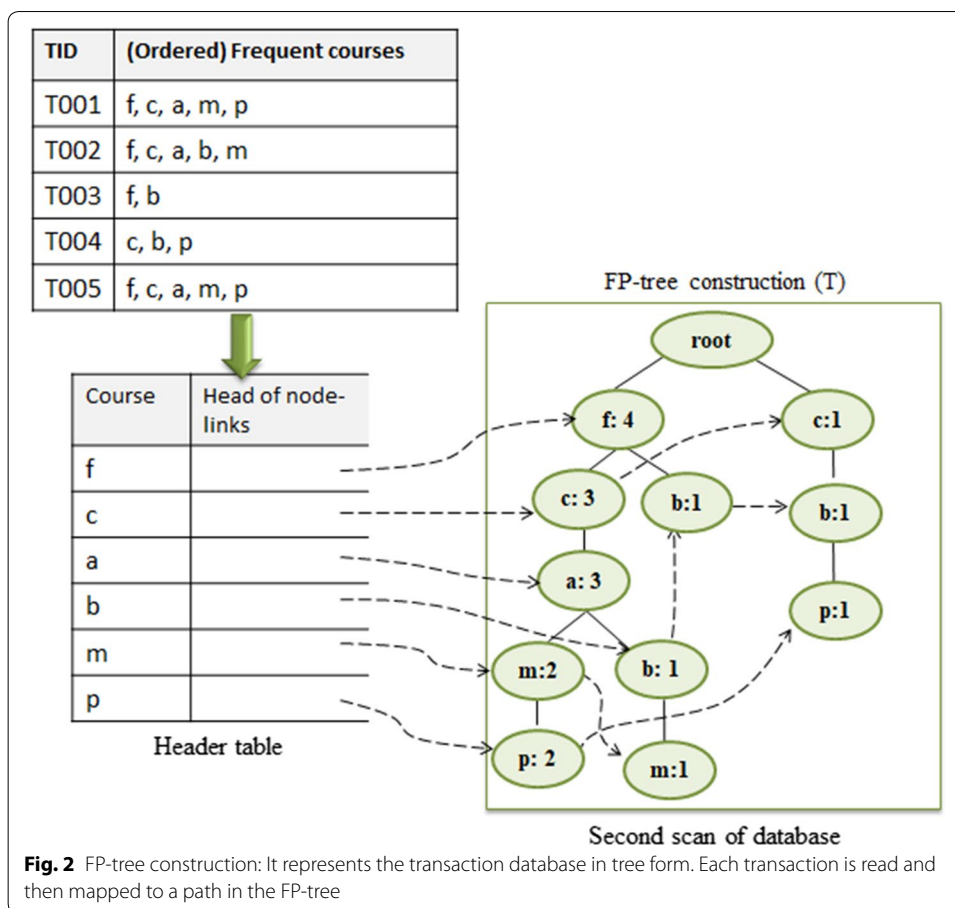 TID (Ordered) Frequent courses
T001 f, c, a, m, p
T002 f, c, a, b, m
T003 f, b
T004 c, b, p
T005 f, c, a, m, p
FP-tree construction (T)
Course Head of node-
links
f
c
a
b
m
p
Header table
root
f: 4
c:1
c: 3
b:1
b:1
a: 3
p:1
m:2
b: 1
p: 2
m:1
Second scan of database
Fig. 2 FP-tree construction: It represents the transaction database in tree form. Each transaction is read and
then mapped to a path in the FP-tree